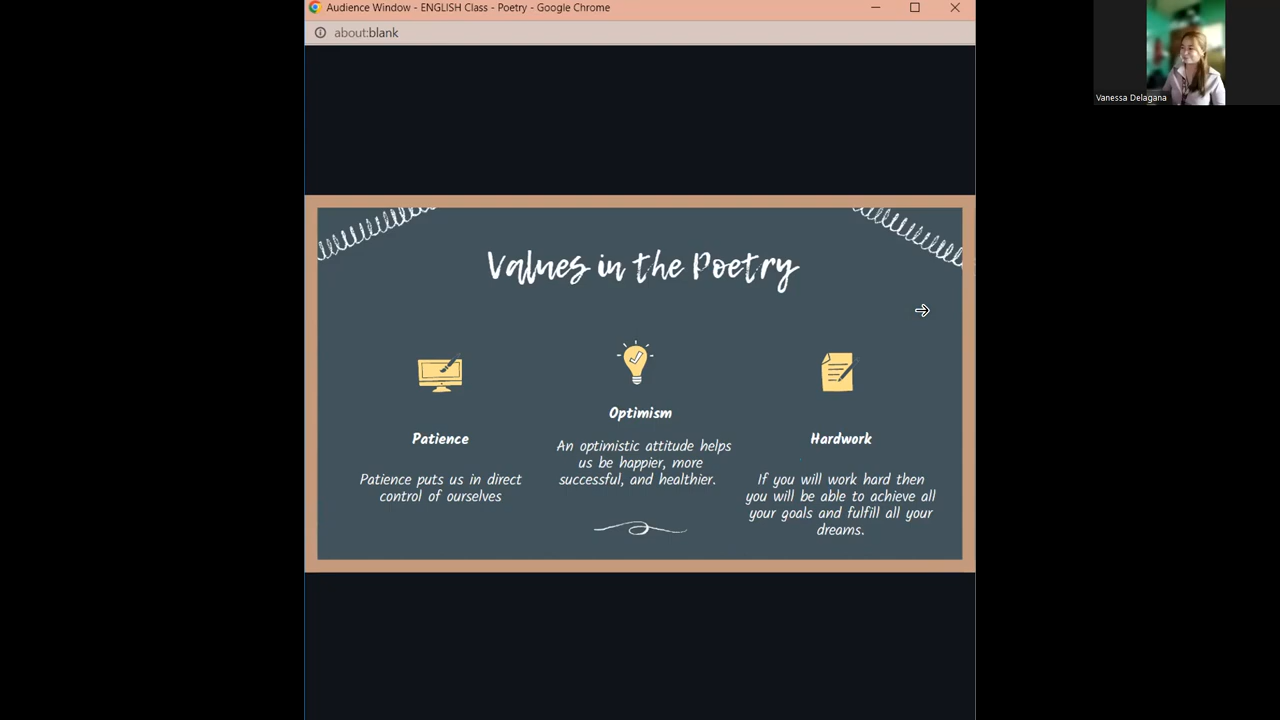 Audience Window - ENGLISH Class - Poetry - Google Chrome
about:blank
Vanessa Delagana
Values in the Poetry
Patience
Patience puts us in direct
control of ourselves
Optimism
An optimistic attitude helps
us be happier, more
successful, and healthier.
Hardwork
If you will work hard then
you will be able to achieve all
your goals and fulfill all your
dreams.